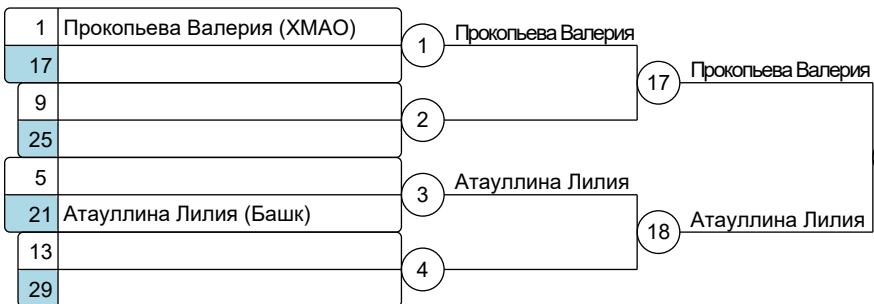 1 Прокопьева Валерия (ХМАО)
17
9
25
5
21 Атауллина Лилия (Башк)
13
29
1 Прокопьева Валерия
2
3 Атауллина Лилия
4
17 Прокопьева Валерия
18 Атауллина Лилия